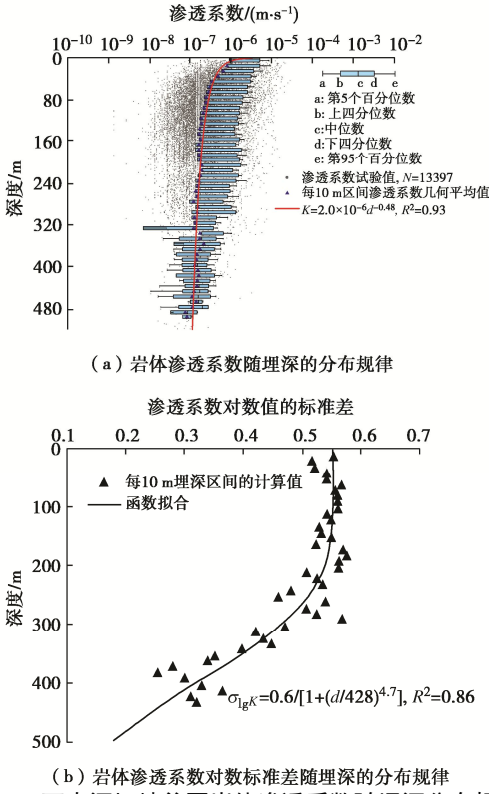 渗透系数/(m·s⁻¹)
10⁻¹⁰ 10⁻⁹ 10⁻⁸ 10⁻⁷ 10⁻⁶ 10⁻⁵ 10⁻⁴ 10⁻³ 10⁻²
0
80
160
240
320
400
480
深度/m
a b c d e
a: 第5个百分位数
b: 上四分位数
c:中位数
d:下四分位数
e: 第95个百分位数
渗透系数试验值, N=13397
每10 m区间渗透系数几何平均值
K=2.0×10⁻⁶d⁻⁰·⁴⁸, R²=0.93
（a）岩体渗透系数随埋深的分布规律
渗透系数对数值的标准差
0.1 0.2 0.3 0.4 0.5 0.6 0.7
0
100
200
300
400
500
深度/m
每10 m埋深区间的计算值
函数拟合
σlgK=0.6/[1+(d/428)⁴·⁷], R²=0.86
（b）岩体渗透系数对数标准差随埋深的分布规律